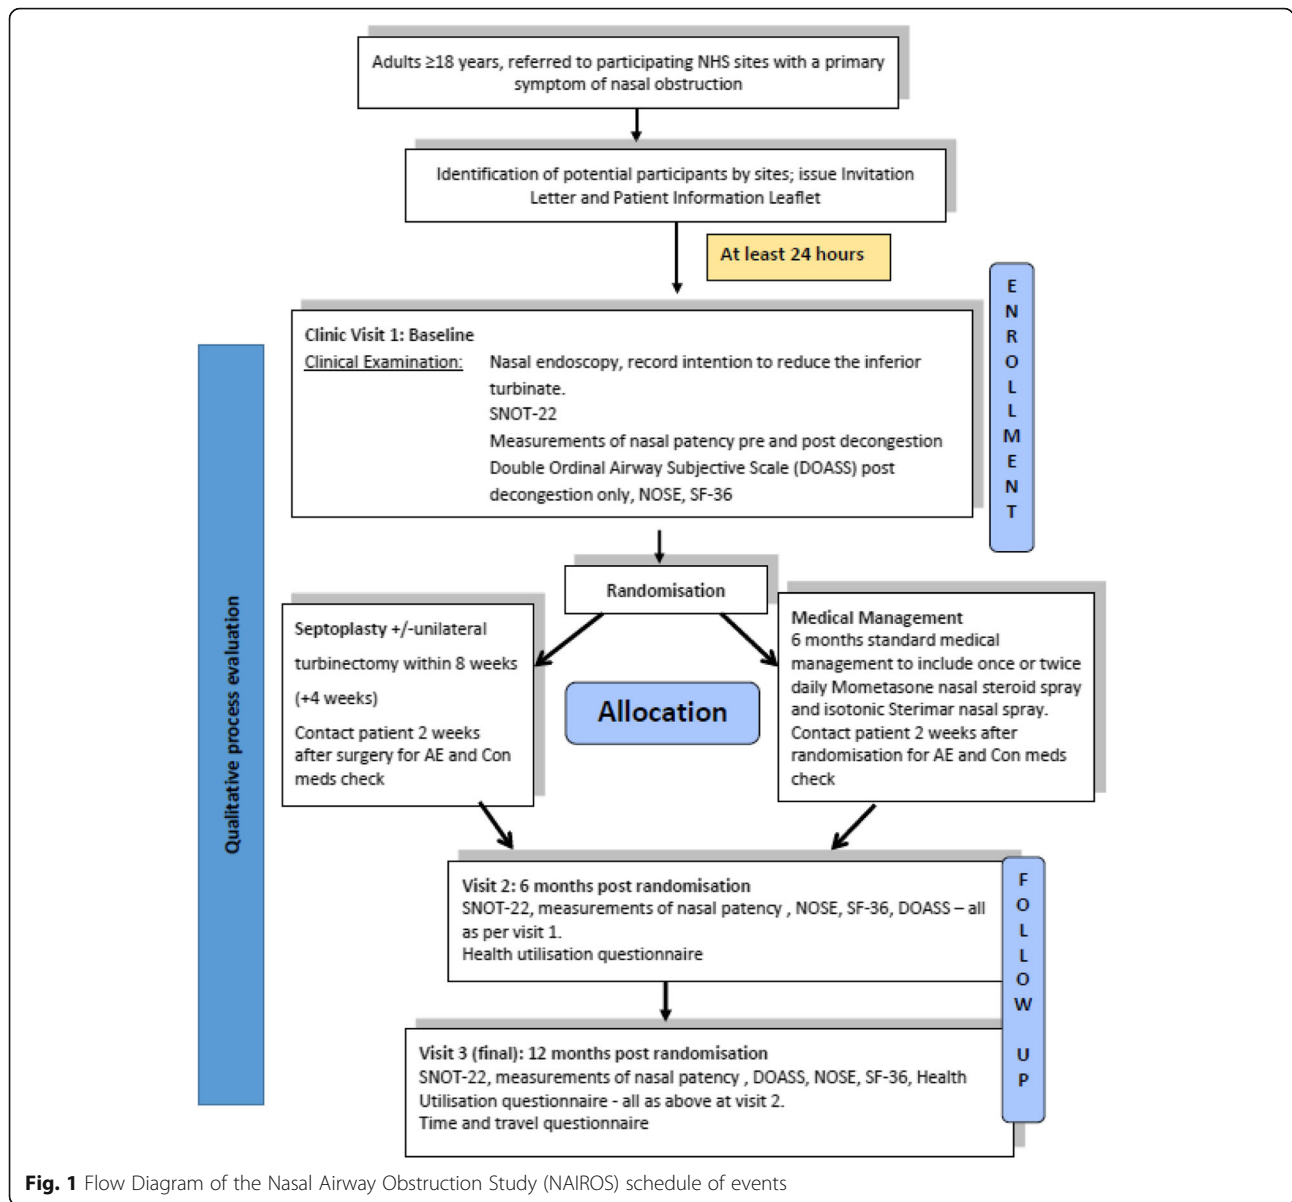 Adults ≥18 years, referred to participating NHS sites with a primary
symptom of nasal obstruction
Identification of potential participants by sites; issue Invitation
Letter and Patient Information Leaflet
At least 24 hours
ENROLLMENT
Clinic Visit 1: Baseline
Clinical Examination: Nasal endoscopy, record intention to reduce the inferior
turbinate.
SNOT-22
Measurements of nasal patency pre and post decongestion
Double Ordinal Airway Subjective Scale (DOASS) post
decongestion only, NOSE, SF-36
Qualitative process evaluation
Randomisation
Septoplasty +/-unilateral
turbinectomy within 8 weeks
(+4 weeks)
Contact patient 2 weeks
after surgery for AE and Con
meds check
Allocation
Medical Management
6 months standard medical
management to include once or twice
daily Mometasone nasal steroid spray
and isotonic Sterimar nasal spray.
Contact patient 2 weeks after
randomisation for AE and Con meds
check
Visit 2: 6 months post randomisation
SNOT-22, measurements of nasal patency , NOSE, SF-36, DOASS – all
as per visit 1.
Health utilisation questionnaire
FOLLOW UP
Visit 3 (final): 12 months post randomisation
SNOT-22, measurements of nasal patency , DOASS, NOSE, SF-36, Health
Utilisation questionnaire - all as above at visit 2.
Time and travel questionnaire
Fig. 1 Flow Diagram of the Nasal Airway Obstruction Study (NAIROS) schedule of events